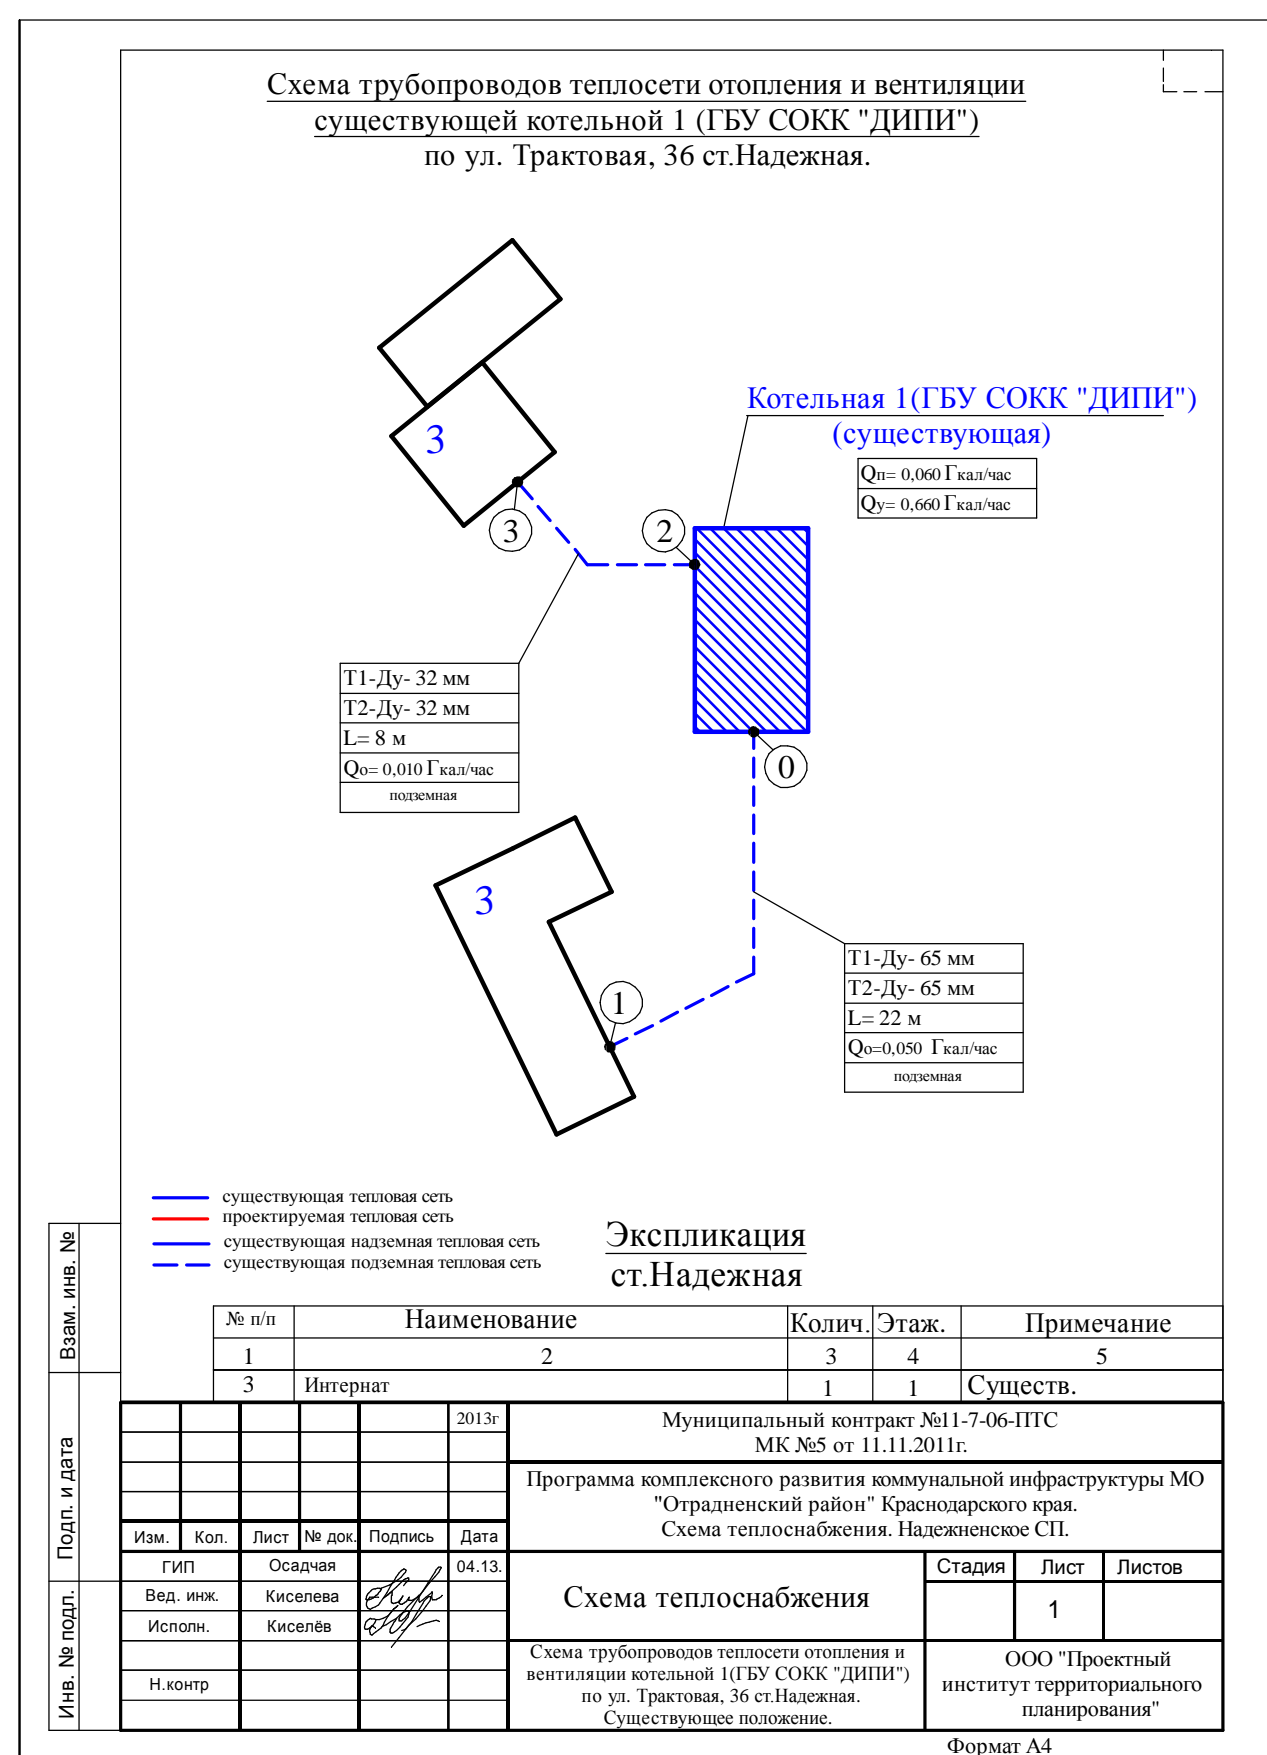 Схема трубопроводов теплосети отопления и вентиляции
существующей котельной 1 (ГБУ СОКК "ДИПИ")
по ул. Трактовая, 36 ст.Надежная.
Котельная 1(ГБУ СОКК "ДИПИ")
(существующая)
Qп= 0,060 Гкал/час
Qу= 0,660 Гкал/час
3
3
2
Т1-Ду- 32 мм
Т2-Ду- 32 мм
L= 8 м
Qо= 0,010 Гкал/час
подземная
0
3
1
Т1-Ду- 65 мм
Т2-Ду- 65 мм
L= 22 м
Qо=0,050 Гкал/час
подземная
существующая тепловая сеть
проектируемая тепловая сеть
существующая надземная тепловая сеть
существующая подземная тепловая сеть
Экспликация
ст.Надежная
№ п/п Наименование Колич. Этаж. Примечание
1 2 3 4 5
3 Интернат 1 1 Существ.
2013г
Муниципальный контракт №11-7-06-ПТС
МК №5 от 11.11.2011г.
Программа комплексного развития коммунальной инфраструктуры МО
"Отрадненский район" Краснодарского края.
Схема теплоснабжения. Надежненское СП.
Изм. Кол. Лист № док. Подпись Дата
ГИП Осадчая 04.13.
Вед. инж. Киселева
Исполн. Киселёв
Н.контр
Схема теплоснабжения
Стадия Лист Листов
1
Схема трубопроводов теплосети отопления и
вентиляции котельной 1(ГБУ СОКК "ДИПИ")
по ул. Трактовая, 36 ст.Надежная.
Существующее положение.
ООО "Проектный
институт территориального
планирования"
Формат А4
Взам. инв. №
Подп. и дата
Инв. № подл.